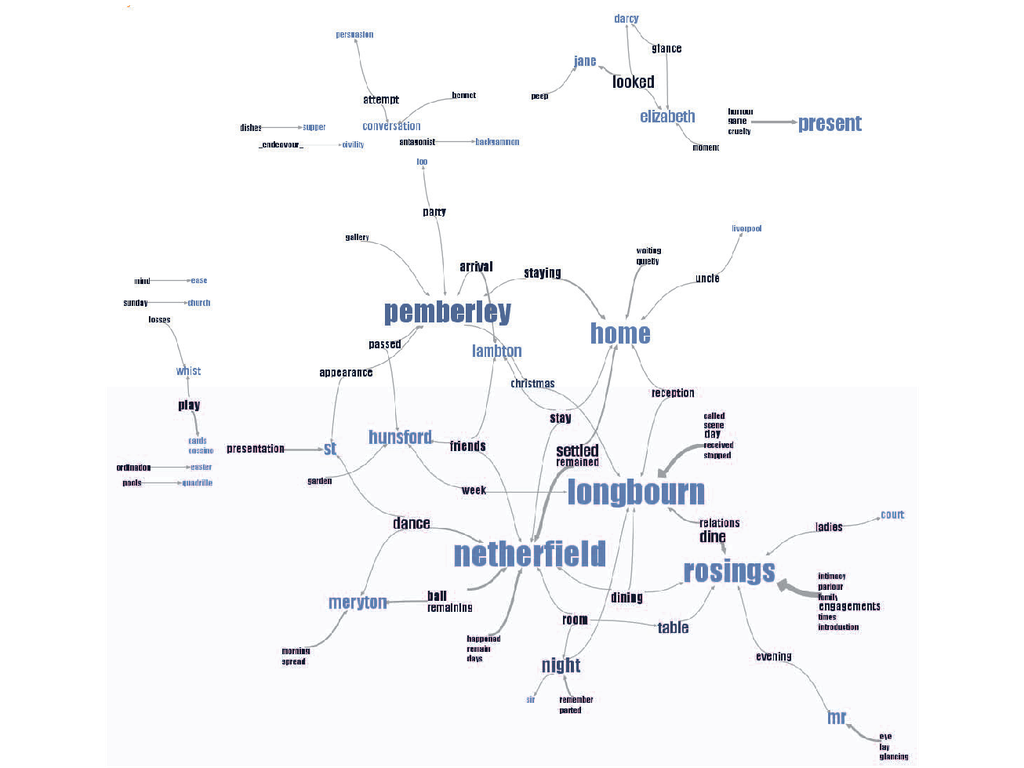 darcy
persuasion
glance
jane
looked
peep
attempt
bennet
elizabeth
honour
game
cruelty
present
conversation
dishes
supper
antagonist
backgammon
_endeavour_
civility
moment
too
party
gallery
liverpool
arrival
staying
waiting
quietly
uncle
mind
ease
sunday
church
losses
pemberley
home
passed
lambton
whist
appearance
christmas
reception
play
stay
called
scene
day
received
stopped
cards
cassino
presentation
st
hunsford
friends
settled
remained
ordination
easter
pools
quadrille
garden
week
longbourn
court
dance
relations
dine
ladies
netherfield
rosings
intimacy
parlour
family
engagements
times
introduction
meryton
ball
remaining
dining
room
table
happened
remain
days
morning
spread
night
evening
sir
remember
parted
mr
eye
lay
glancing